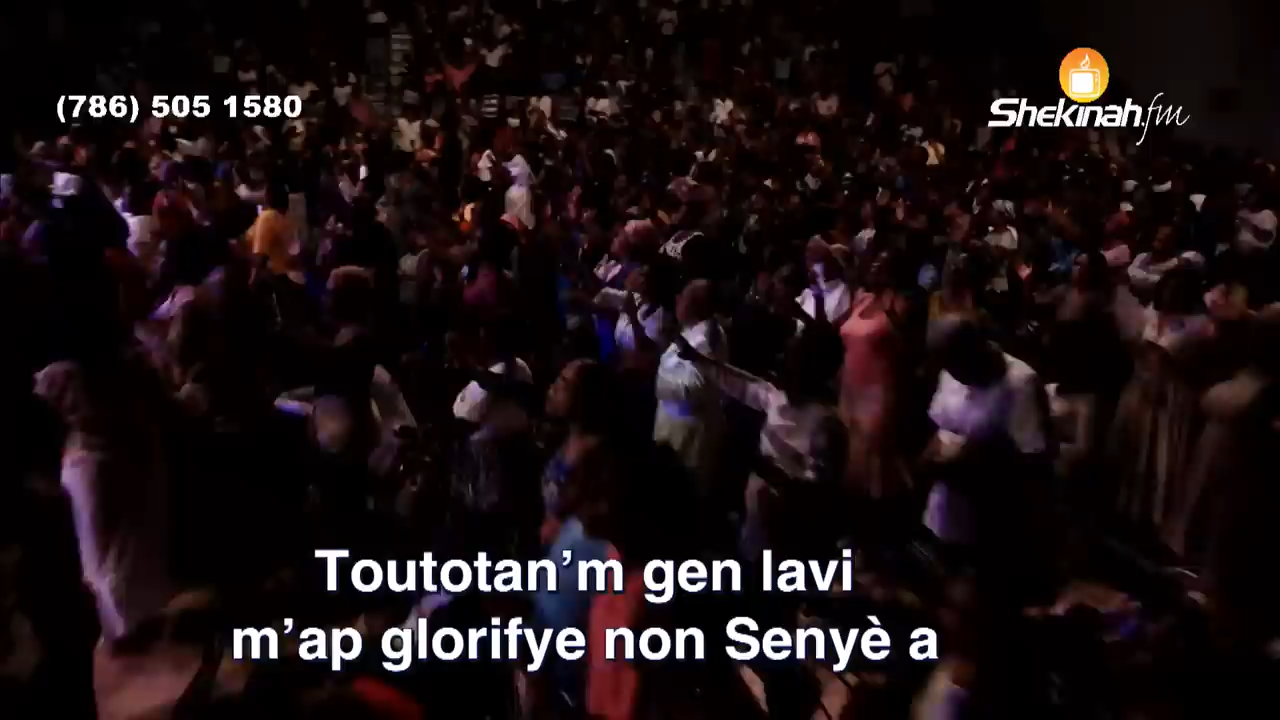 (786) 505 1580
Shekinah.fm
Toutotan’m gen lavi
m’ap glorifye non Senyè a